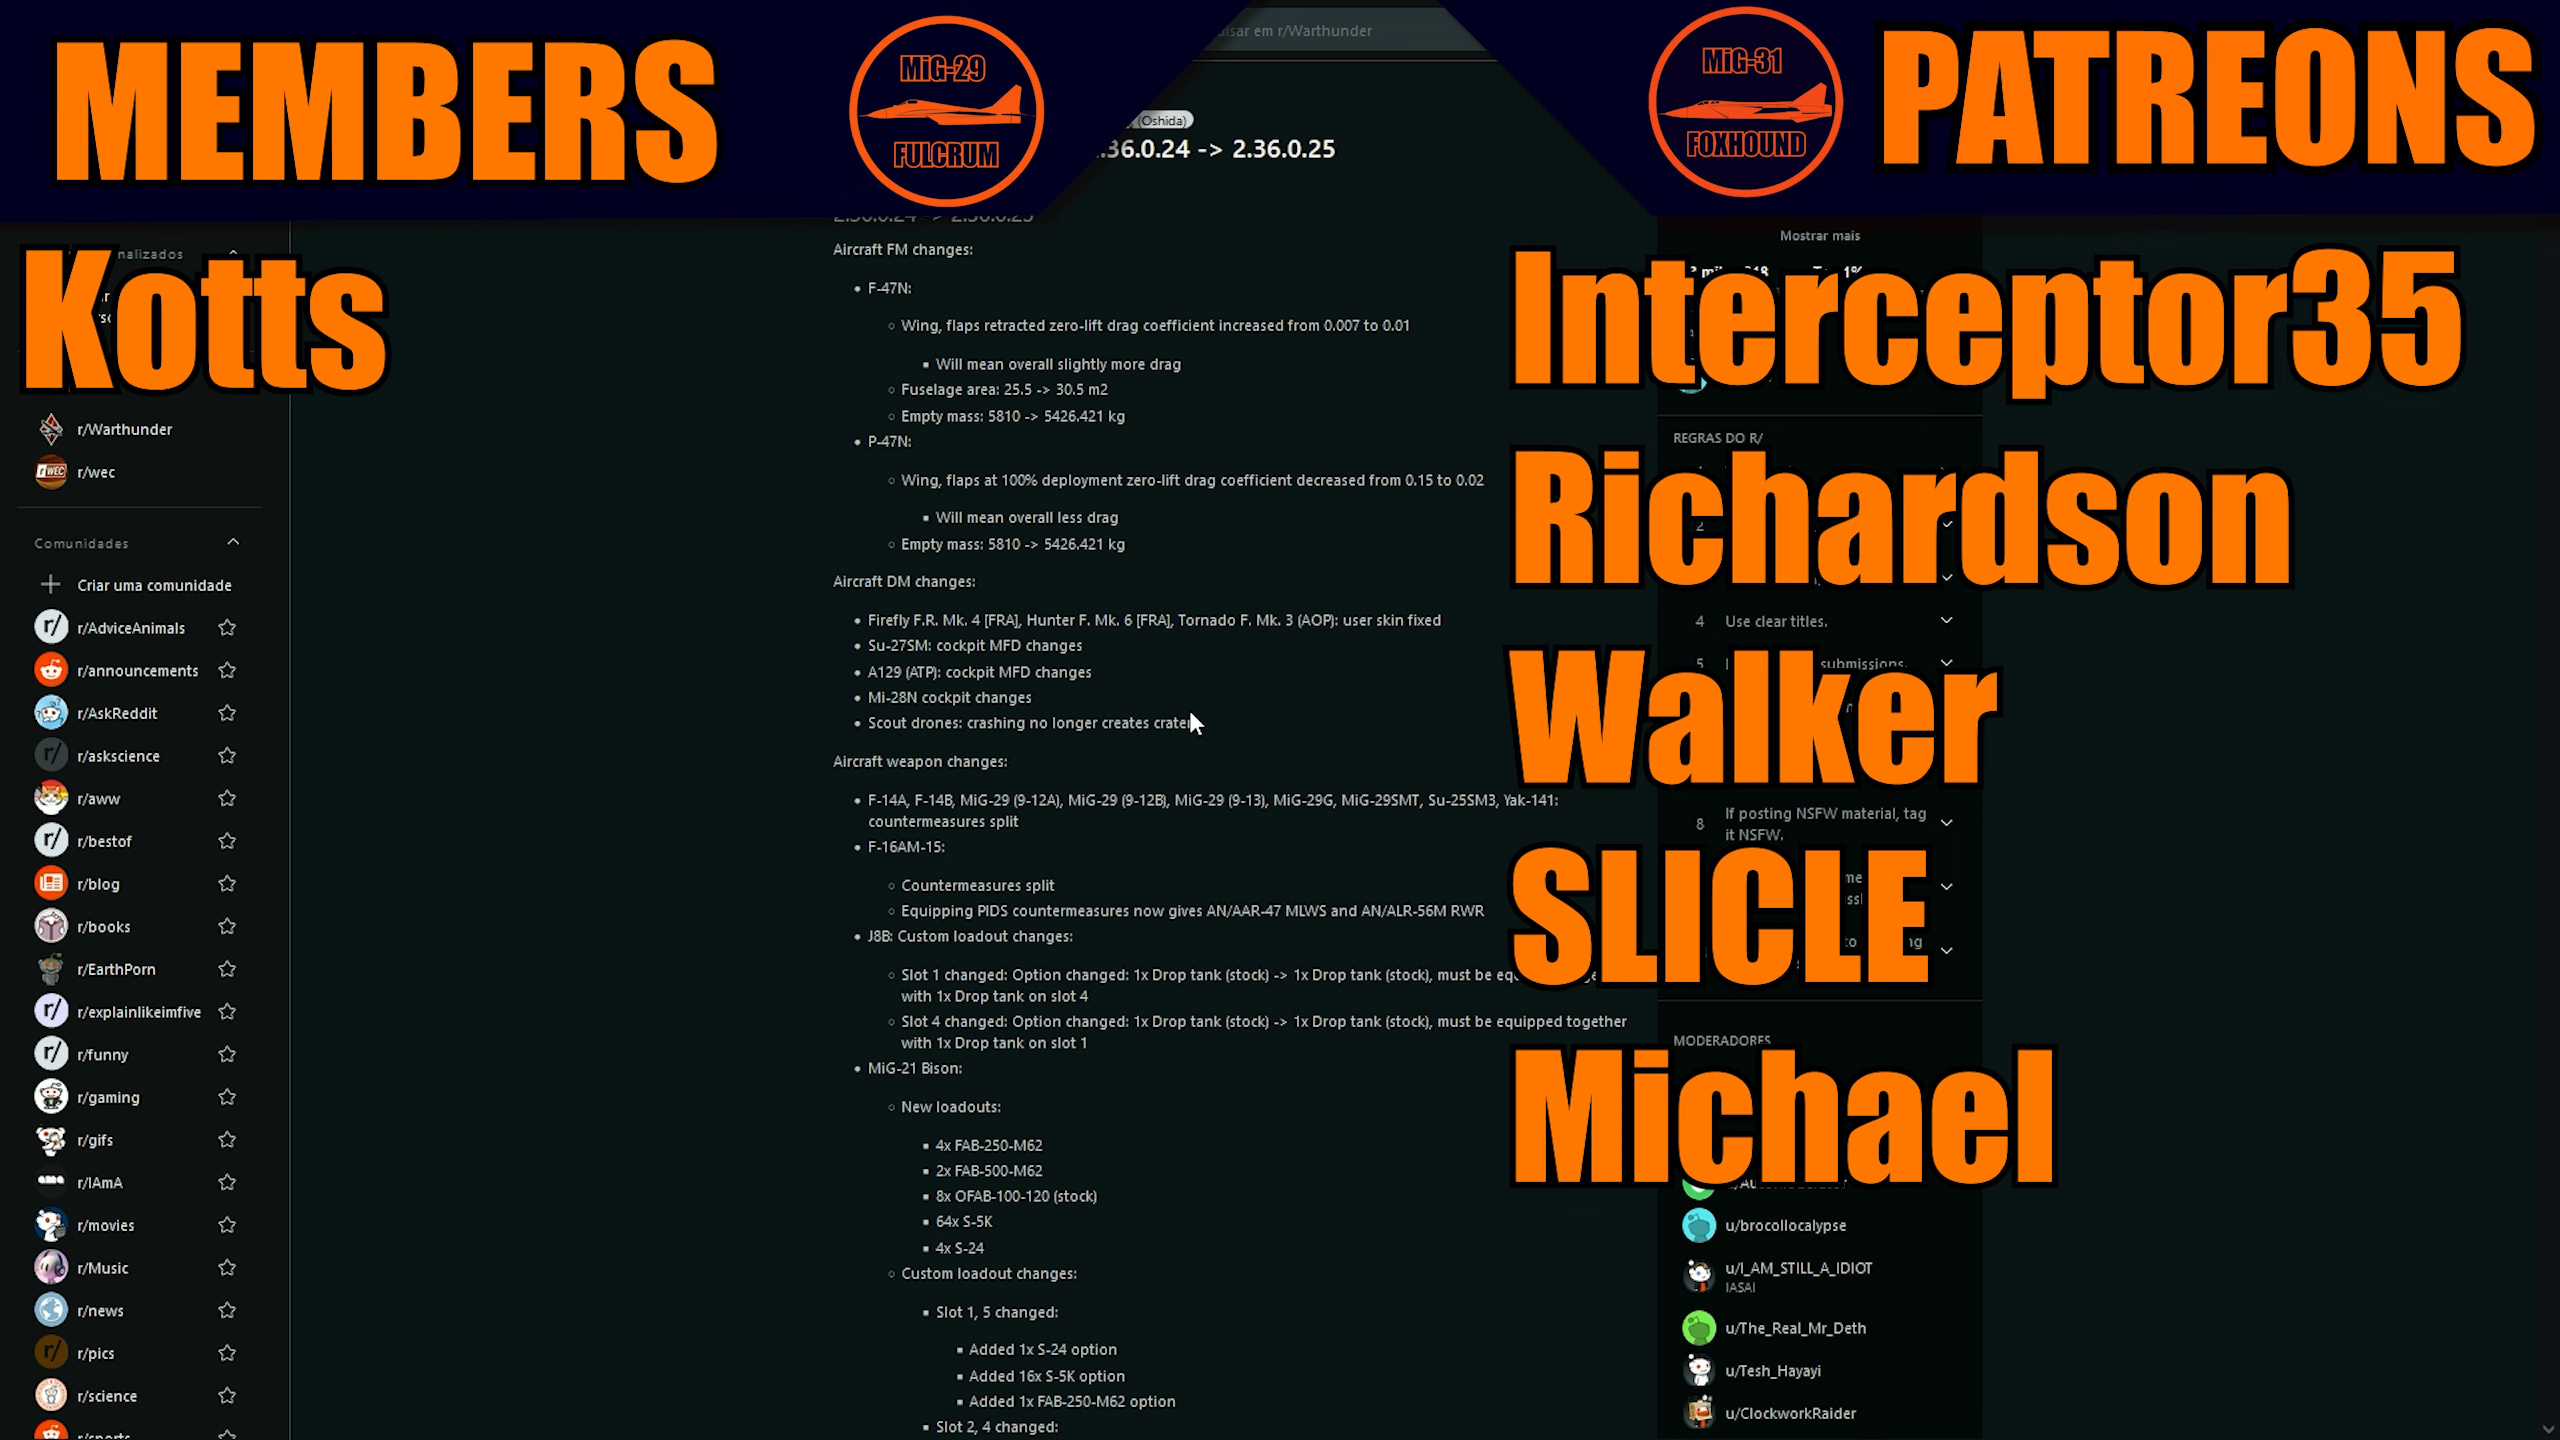 MEMBERS
MiG-29
FULCRUM
MiG-31
FOXHOUND
PATREONS
em r/Warthunder
(Oshida)
.36.0.24 -> 2.36.0.25
Kotts
Interceptor35
Richardson
Walker
SLICLE
Michael
r/Warthunder
r/wec
Comunidades
Criar uma comunidade
r/AdviceAnimals
r/announcements
r/AskReddit
r/askscience
r/aww
r/bestof
r/blog
r/books
r/EarthPorn
r/explainlikeimfive
r/funny
r/gaming
r/gifs
r/IAmA
r/movies
r/Music
r/news
r/pics
r/science
Aircraft FM changes:
F-47N:
Wing, flaps retracted zero-lift drag coefficient increased from 0.007 to 0.01
Will mean overall slightly more drag
Fuselage area: 25.5 -> 30.5 m2
Empty mass: 5810 -> 5426.421 kg
P-47N:
Wing, flaps at 100% deployment zero-lift drag coefficient decreased from 0.15 to 0.02
Will mean overall less drag
Empty mass: 5810 -> 5426.421 kg
Aircraft DM changes:
Firefly F.R. Mk. 4 [FRA], Hunter F. Mk. 6 [FRA], Tornado F. Mk. 3 (AOP): user skin fixed
Su-27SM: cockpit MFD changes
A129 (ATP): cockpit MFD changes
Mi-28N cockpit changes
Scout drones: crashing no longer creates crater
Aircraft weapon changes:
F-14A, F-14B, MiG-29 (9-12A), MiG-29 (9-12B), MiG-29 (9-13), MiG-29G, MiG-29SMT, Su-25SM3, Yak-141:
countermeasures split
F-16AM-15:
Countermeasures split
Equipping PIDS countermeasures now gives AN/AAR-47 MLWS and AN/ALR-56M RWR
J8B: Custom loadout changes:
Slot 1 changed: Option changed: 1x Drop tank (stock) -> 1x Drop tank (stock), must be
with 1x Drop tank on slot 4
Slot 4 changed: Option changed: 1x Drop tank (stock) -> 1x Drop tank (stock), must be equipped together
with 1x Drop tank on slot 1
MiG-21 Bison:
New loadouts:
4x FAB-250-M62
2x FAB-500-M62
8x OFAB-100-120 (stock)
64x S-5K
4x S-24
Custom loadout changes:
Slot 1, 5 changed:
Added 1x S-24 option
Added 16x S-5K option
Added 1x FAB-250-M62 option
Slot 2, 4 changed:
Mostrar mais
REGRAS DO R/
2
4 Use clear titles.
5 submissions.
8 If posting NSFW material, tag
it NSFW.
MODERADORES
u/brocollocalypse
u/I_AM_STILL_A_IDIOT
IASAI
u/The_Real_Mr_Deth
u/Tesh_Hayayi
u/ClockworkRaider